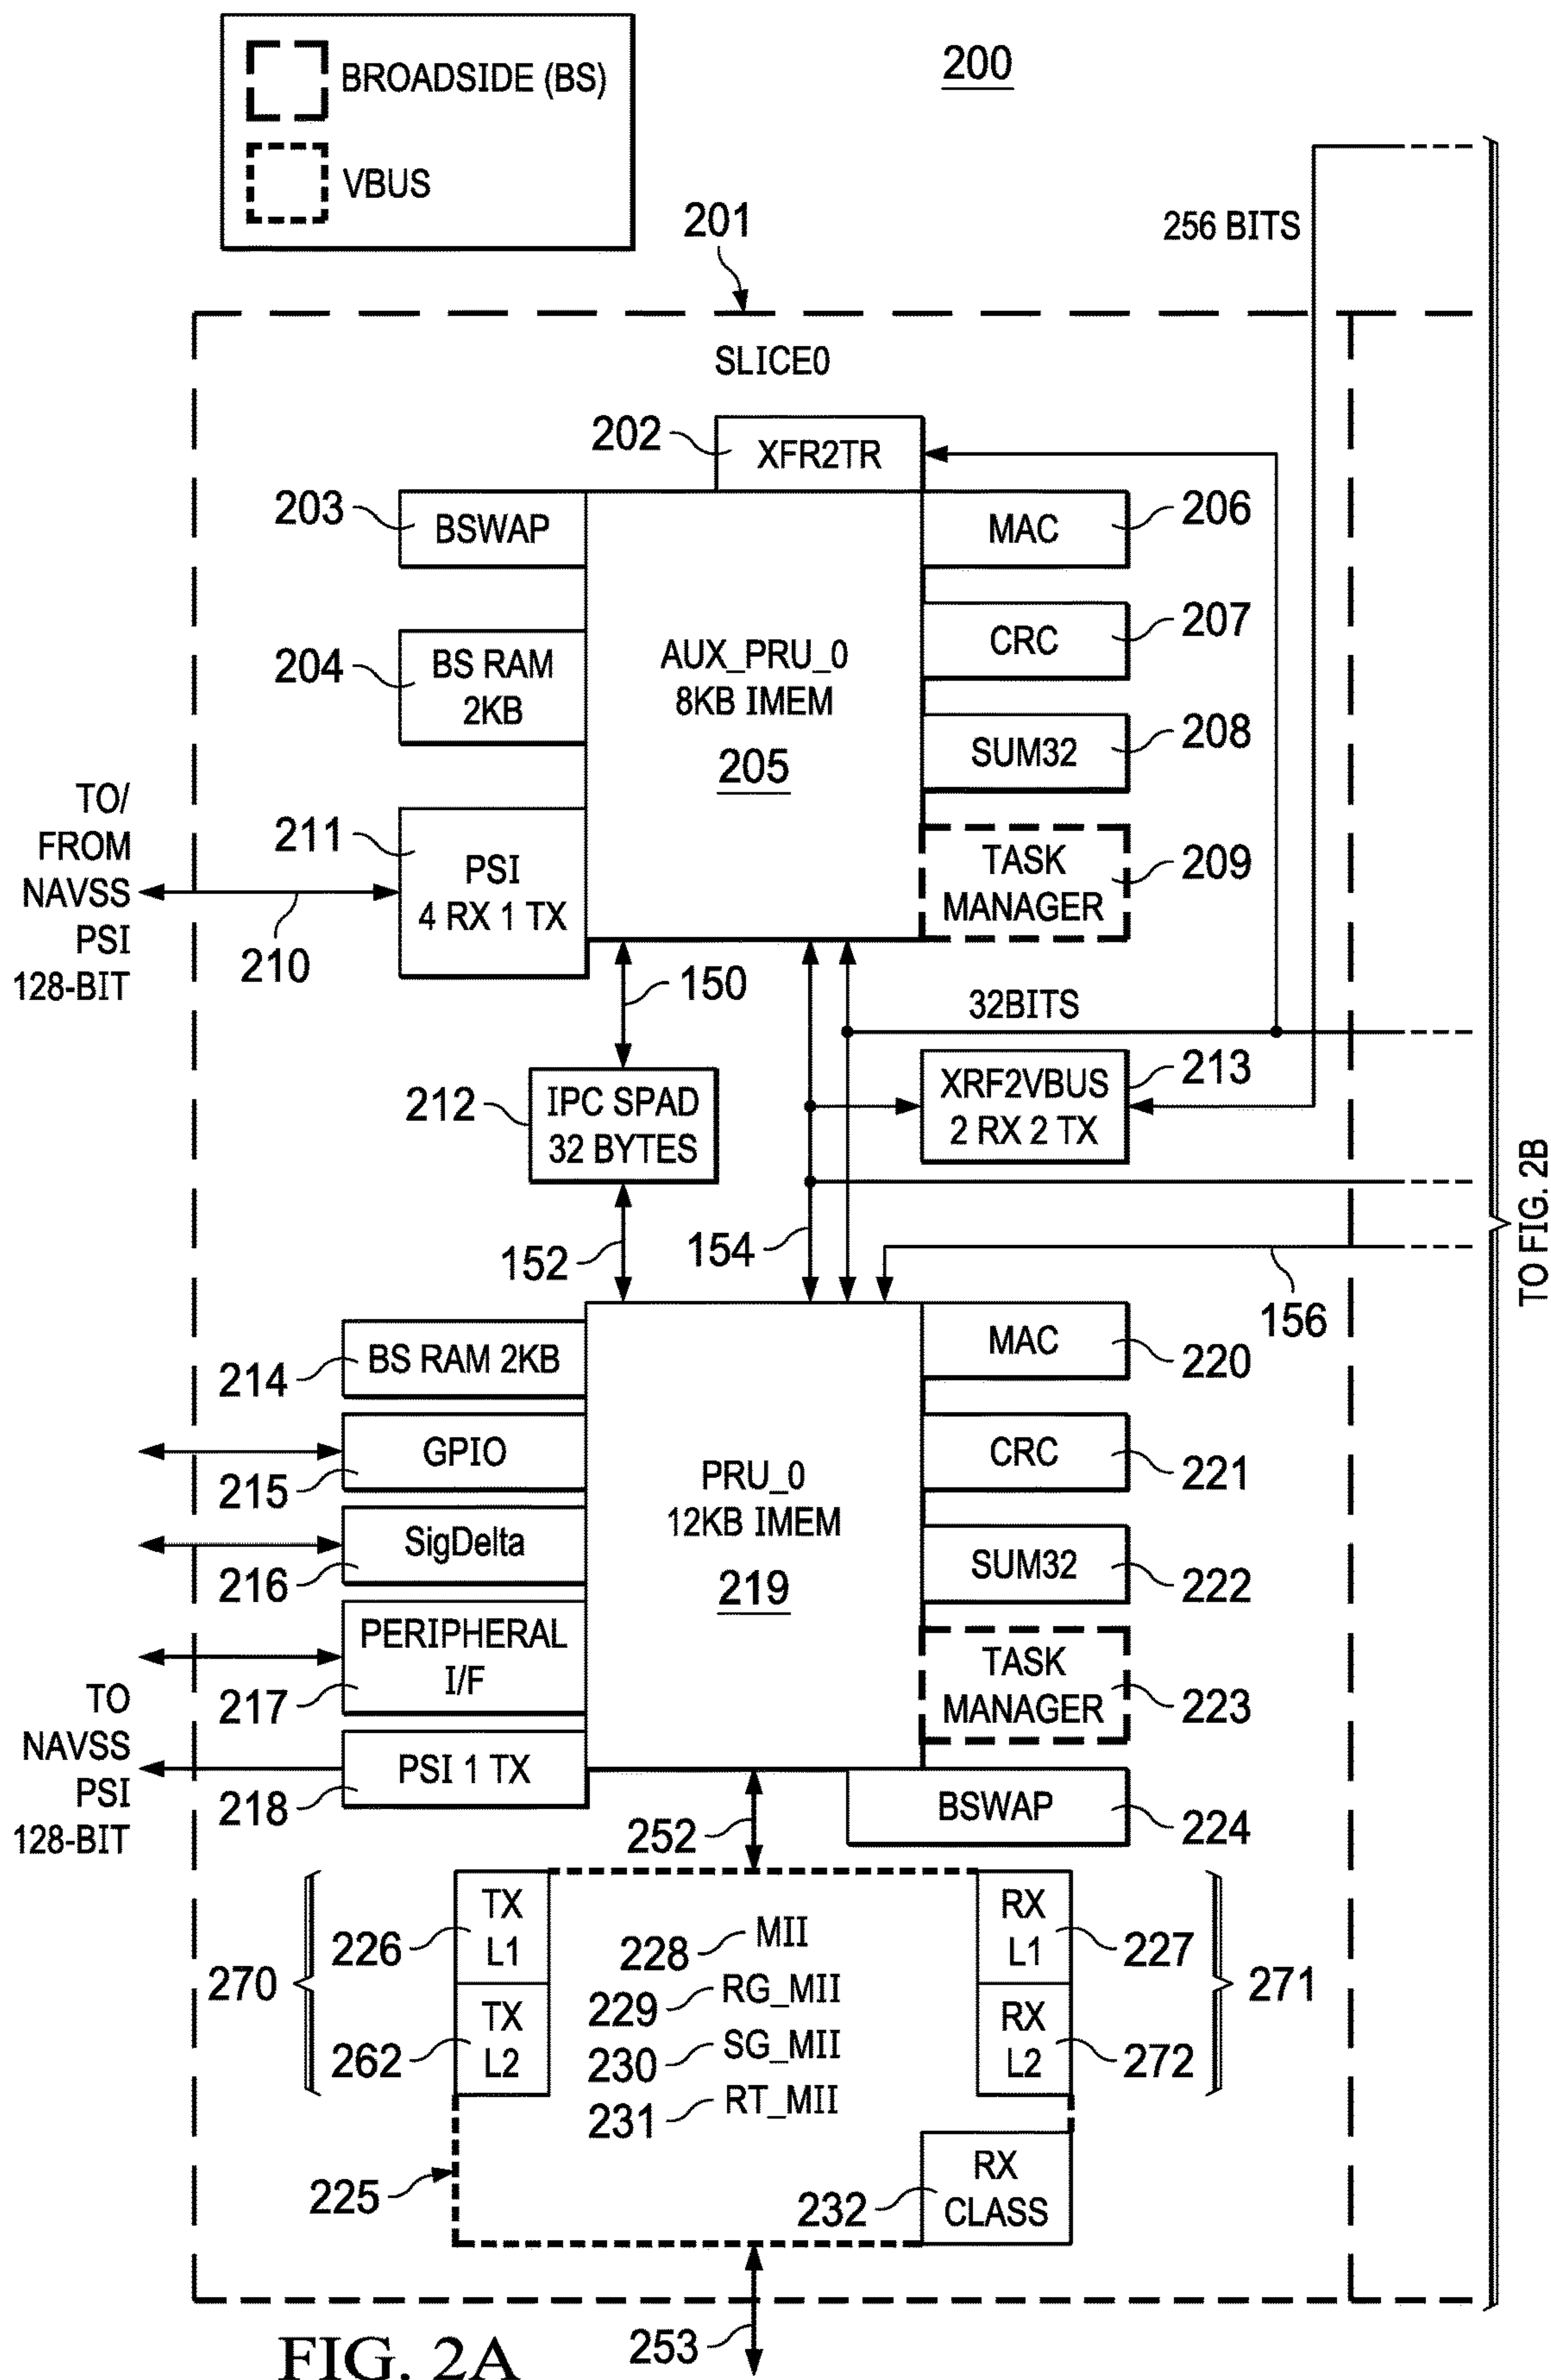 BROADSIDE (BS)
VBUS
200
256 BITS
201
SLICE0
202
XFR2TR
203
BSWAP
MAC
206
204
BS RAM
2KB
AUX_PRU_0
8KB IMEM
205
CRC
207
SUM32
208
TO/
FROM
NAVSS
PSI
128-BIT
211
PSI
4 RX 1 TX
210
TASK
MANAGER
209
150
32BITS
212
IPC SPAD
32 BYTES
XRF2VBUS
2 RX 2 TX
213
152
154
156
TO FIG. 2B
214
BS RAM 2KB
MAC
220
215
GPIO
CRC
221
PRU_0
12KB IMEM
219
216
SigDelta
SUM32
222
217
PERIPHERAL
I/F
TASK
MANAGER
223
TO
NAVSS
PSI
128-BIT
218
PSI 1 TX
252
BSWAP
224
270
226
TX
L1
262
TX
L2
228
MII
229
RG_MII
230
SG_MII
231
RT_MII
RX
L1
227
RX
L2
272
271
225
232
RX
CLASS
253
FIG. 2A